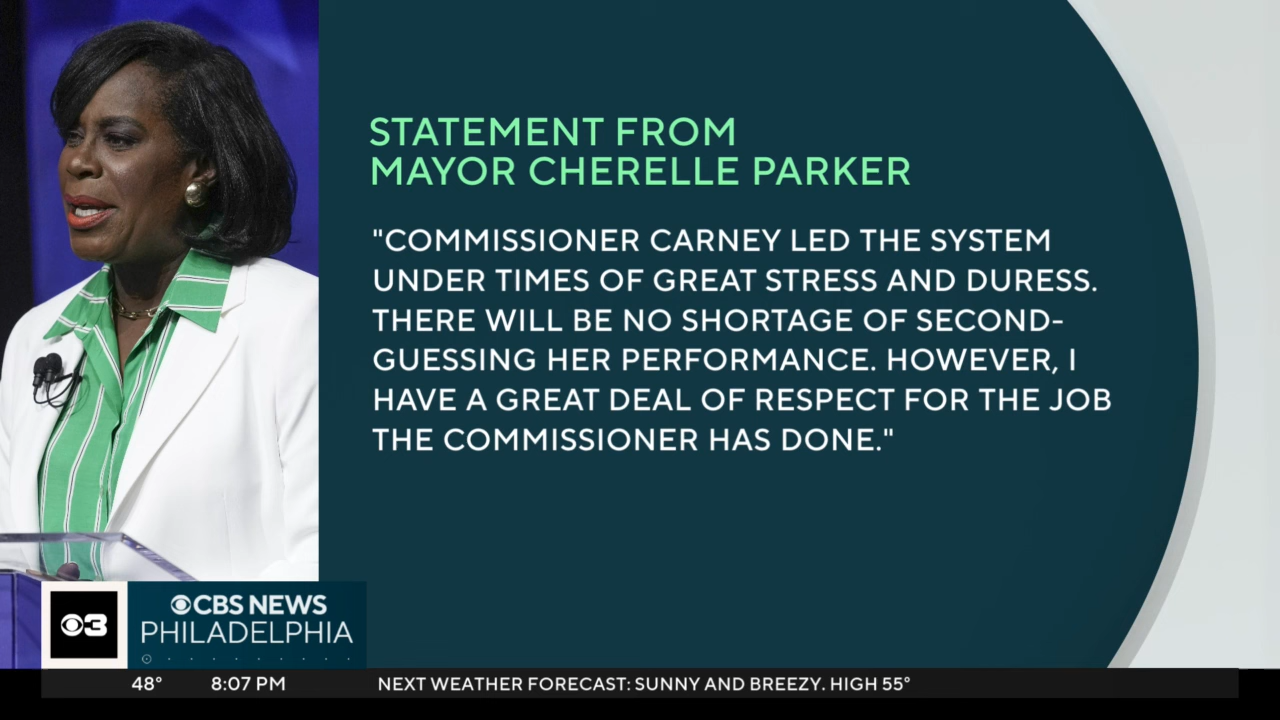 STATEMENT FROM
MAYOR CHERELLE PARKER
"COMMISSIONER CARNEY LED THE SYSTEM
UNDER TIMES OF GREAT STRESS AND DURESS.
THERE WILL BE NO SHORTAGE OF SECOND-
GUESSING HER PERFORMANCE. HOWEVER, I
HAVE A GREAT DEAL OF RESPECT FOR THE JOB
THE COMMISSIONER HAS DONE."
3
CBS NEWS
PHILADELPHIA
48° 8:07 PM NEXT WEATHER FORECAST: SUNNY AND BREEZY. HIGH 55°